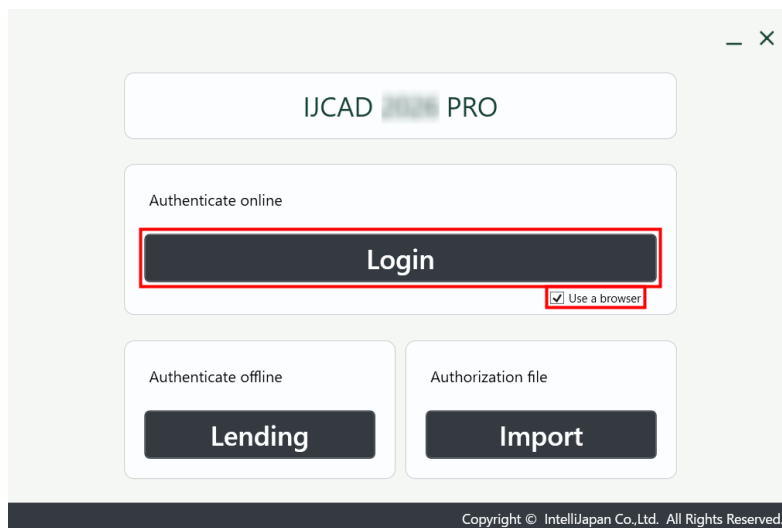 IJCAD PRO
Authenticate online
Login
Use a browser
Authenticate offline
Lending
Authorization file
Import
Copyright © IntelliJapan Co.,Ltd. All Rights Reserved